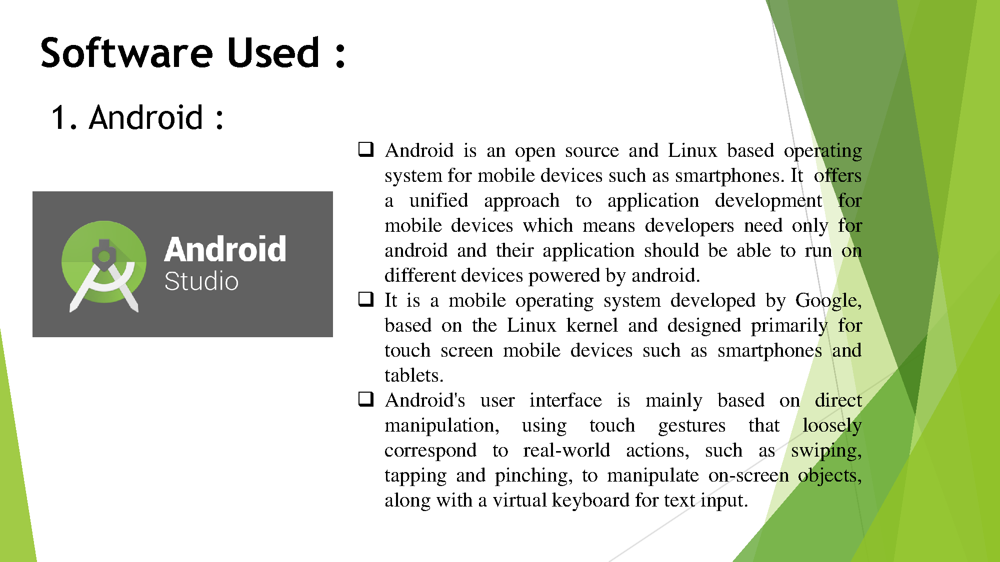 Software Used :
1. Android :
Android
Studio
❑ Android is an open source and Linux based operating
system for mobile devices such as smartphones. It offers
a unified approach to application development for
mobile devices which means developers need only for
android and their application should be able to run on
different devices powered by android.
❑ It is a mobile operating system developed by Google,
based on the Linux kernel and designed primarily for
touch screen mobile devices such as smartphones and
tablets.
❑ Android's user interface is mainly based on direct
manipulation, using touch gestures that loosely
correspond to real-world actions, such as swiping,
tapping and pinching, to manipulate on-screen objects,
along with a virtual keyboard for text input.